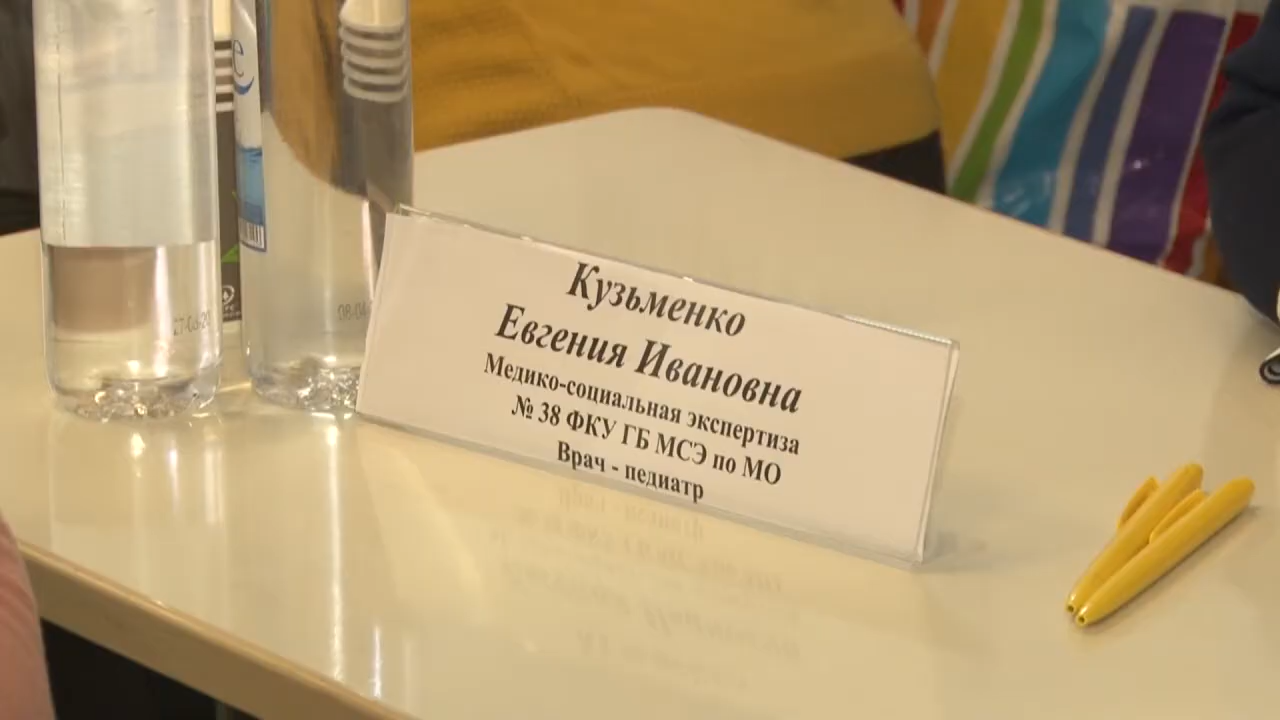 Кузьменко
Евгения Ивановна
Медико-социальная экспертиза
№ 38 ФКУ ГБ МСЭ по МО
Врач - педиатр